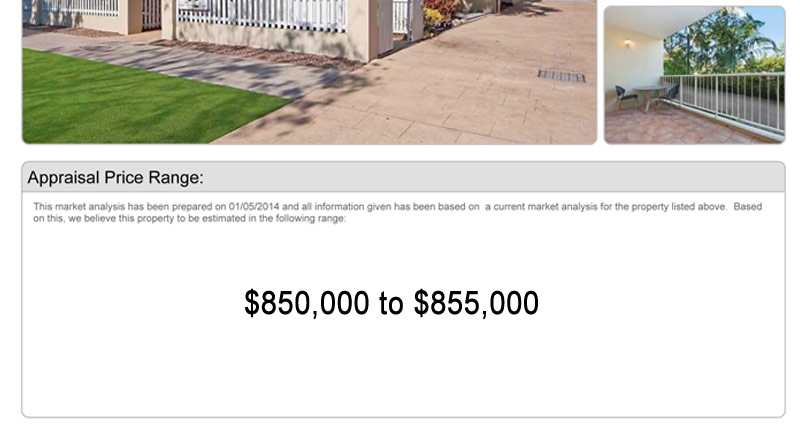 Appraisal Price Range:
This market analysis has been prepared on 01/05/2014 and all information given has been based on  a current market analysis for the property listed above.  Based
on this, we believe this property to be estimated in the following range:
$850,000 to $855,000